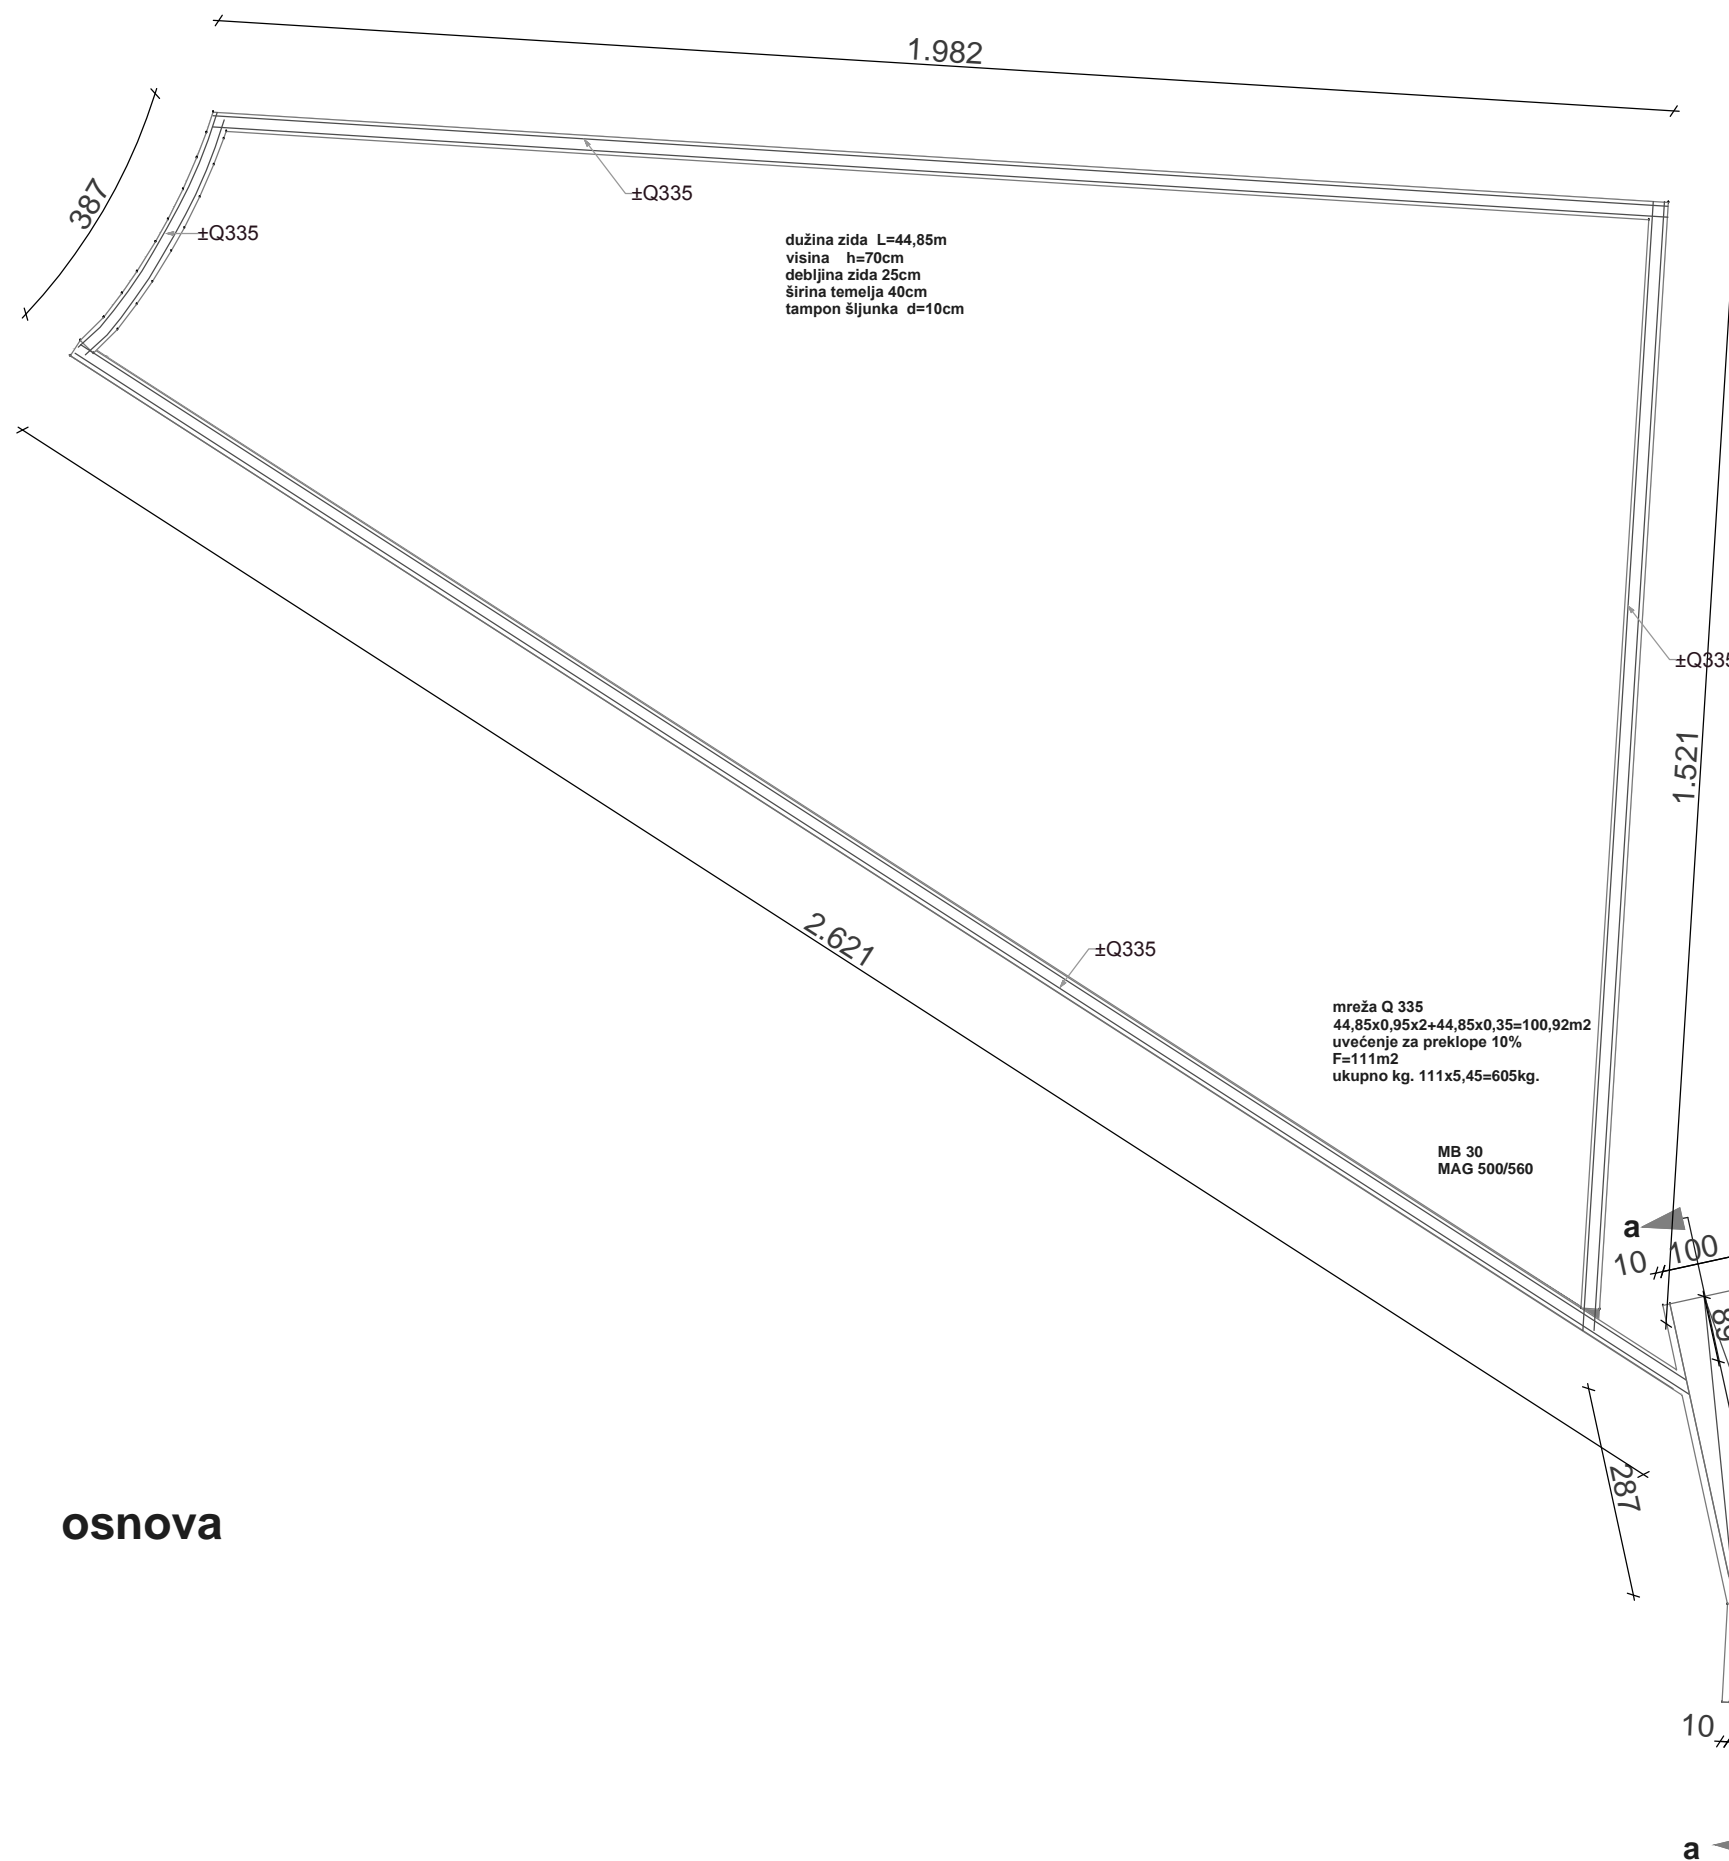 1.982
387
±Q335
±Q335
dužina zida L=44,85m
visina h=70cm
debljina zida 25cm
širina temelja 40cm
tampon šljunka d=10cm
±Q335
1.521
2.621
±Q335
mreža Q 335
44,85x0,95x2+44,85x0,35=100,92m2
uvećenje za preklope 10%
F=111m2
ukupno kg. 111x5,45=605kg.
MB 30
MAG 500/560
a
10 100
89
287
osnova
10
a